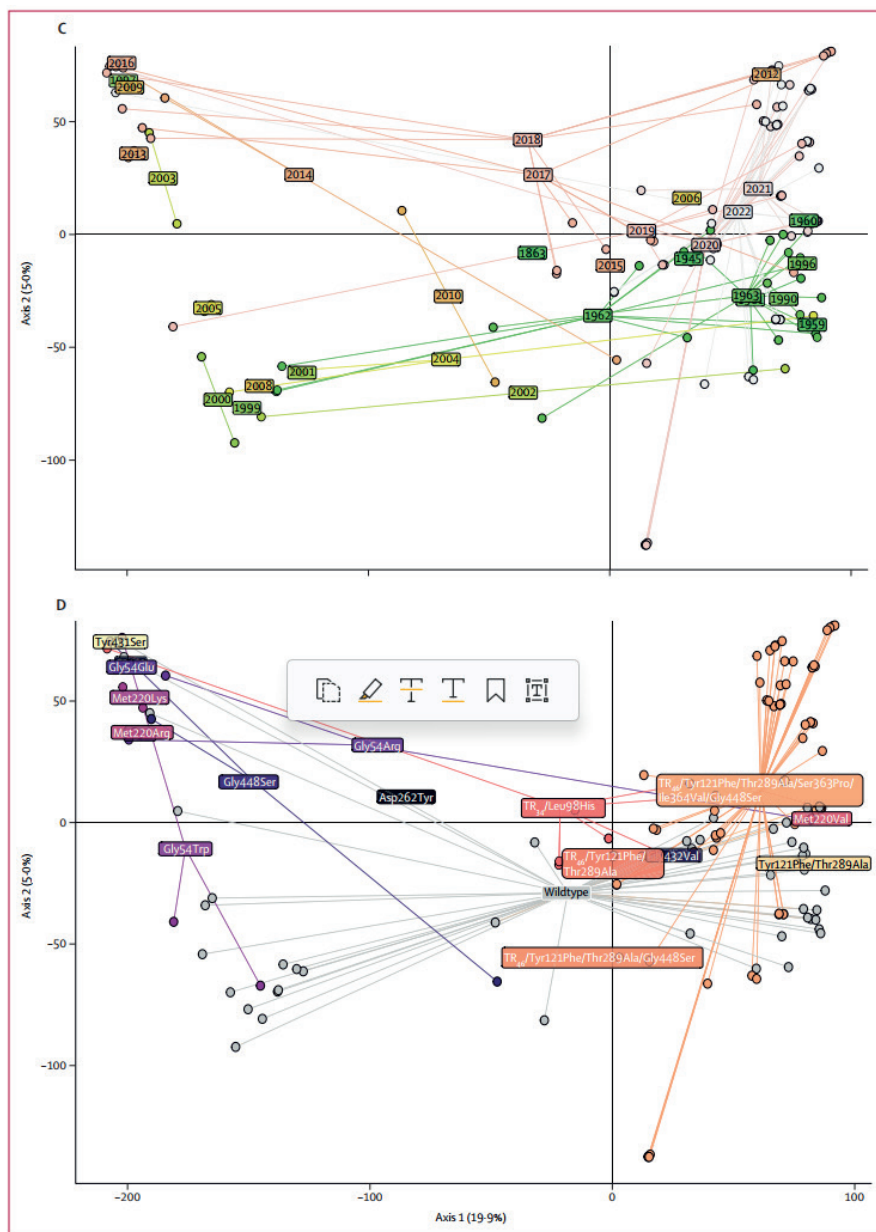 C
50
0
−50
−100
Axis 2 (5·0%)
2016
2009
2013
2003
2014
2018
2017
2012
2006
2021
2022
2019
2020
1960
1863
2015
1945
1996
2005
2010
1962
1963
1990
1959
2004
2001
2008
2000
1999
2002
D
50
0
−50
−100
Axis 2 (5·0%)
Tyr431Ser
Gly54Glu
Met220Lys
Met220Arg
Gly54Arg
Gly448Ser
Asp262Tyr
TR34/Leu98His
TR46/Tyr121Phe/Thr289Ala/Ser363Pro/
Ile364Val/Gly448Ser
Met220Val
Gly54Trp
TR46/Tyr121Phe/
Thr289Ala
432Val
Tyr121Phe/Thr289Ala
Wildtype
TR46/Tyr121Phe/Thr289Ala/Gly448Ser
−200
−100
0
100
Axis 1 (19·9%)